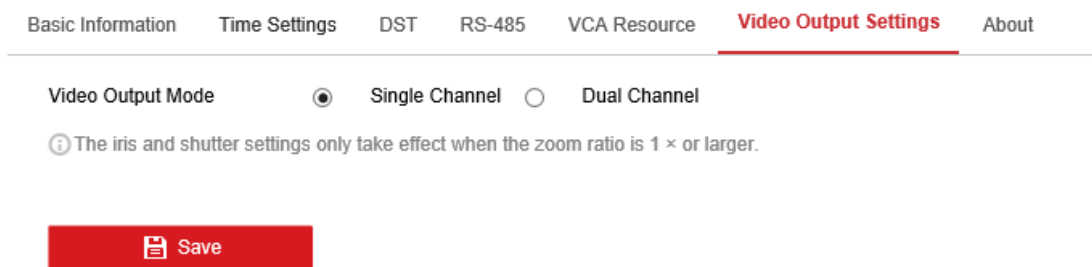 Basic Information Time Settings DST RS-485 VCA Resource Video Output Settings About
Video Output Mode Single Channel Dual Channel
The iris and shutter settings only take effect when the zoom ratio is 1 × or larger.
Save